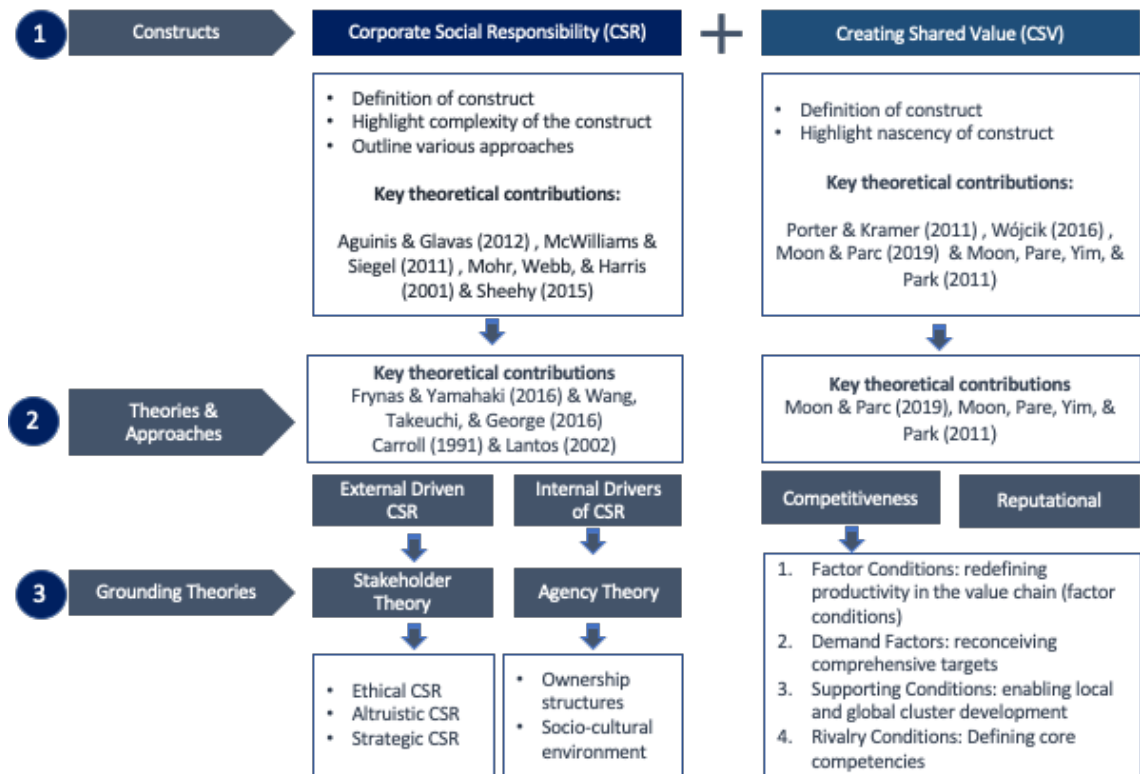 1
Constructs
Corporate Social Responsibility (CSR)
+
Creating Shared Value (CSV)
• Definition of construct
• Highlight complexity of the construct
• Outline various approaches
Key theoretical contributions:
Aguinis & Glavas (2012) , McWilliams &
Siegel (2011) , Mohr, Webb, & Harris
(2001) & Sheehy (2015)
• Definition of construct
• Highlight nascency of construct
Key theoretical contributions:
Porter & Kramer (2011) , Wójcik (2016) ,
Moon & Parc (2019) & Moon, Pare, Yim, &
Park (2011)
2
Theories &
Approaches
Key theoretical contributions
Frynas & Yamahaki (2016) & Wang,
Takeuchi, & George (2016)
Carroll (1991) & Lantos (2002)
Key theoretical contributions
Moon & Parc (2019), Moon, Pare, Yim, &
Park (2011)
External Driven
CSR
Internal Drivers
of CSR
Competitiveness
Reputational
3
Grounding Theories
Stakeholder
Theory
Agency Theory
• Ethical CSR
• Altruistic CSR
• Strategic CSR
• Ownership
structures
• Socio-cultural
environment
1. Factor Conditions: redefining
productivity in the value chain (factor
conditions)
2. Demand Factors: reconceiving
comprehensive targets
3. Supporting Conditions: enabling local
and global cluster development
4. Rivalry Conditions: Defining core
competencies